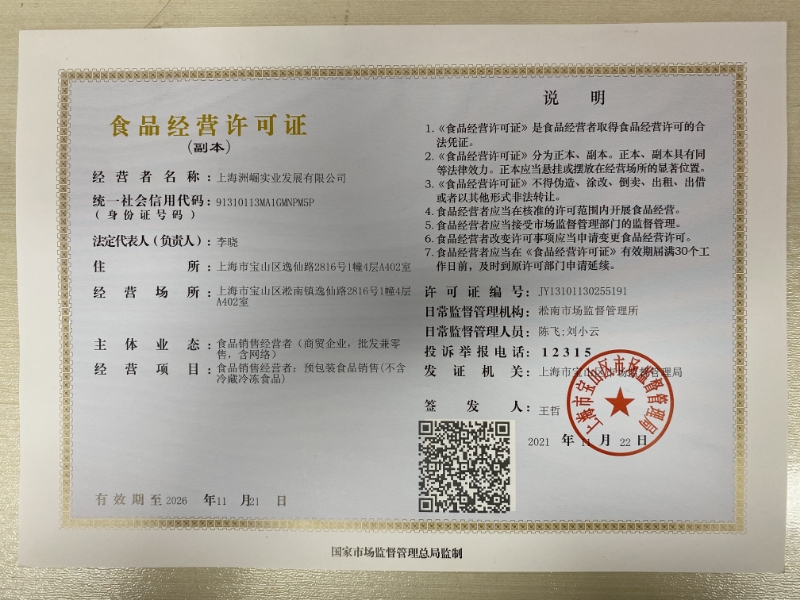 食品经营许可证
(副本)
经营者名称：上海洲崛实业发展有限公司
统一社会信用代码：91310113MA1GMNPM5P
(身份证号码)
法定代表人(负责人)：李晓
住所：上海市宝山区逸仙路2816号1幢4层A402室
经营场所：上海市宝山区淞南镇逸仙路2816号1幢4层
A402室
主体业态：食品销售经营者（商贸企业，批发兼零
售，含网络）
经营项目：食品销售经营者：预包装食品销售(不含
冷藏冷冻食品)
有效期至2026 年11 月21 日
说 明
1.《食品经营许可证》是食品经营者取得食品经营许可的合
法凭证。
2.《食品经营许可证》分为正本、副本。正本、副本具有同
等法律效力。正本应当悬挂或摆放在经营场所的显著位置。
3.《食品经营许可证》不得伪造、涂改、倒卖、出租、出借
或者以其他形式非法转让。
4. 食品经营者应当在核准的许可范围内开展食品经营。
5. 食品经营者应当接受市场监督管理部门的监督管理。
6. 食品经营者改变许可事项应当申请变更食品经营许可。
7. 食品经营者应当在《食品经营许可证》有效期届满30个工
作日前，及时到原许可部门申请延续。
许可证编号：JY13101130255191
日常监督管理机构：淞南市场监督管理所
日常监督管理人员：陈飞;刘小云
投诉举报电话：12315
发证机关：上海市宝山区市场监督管理局
签发人：王哲
2021 年 11 月 22 日
上海市宝山区市场监督管理局
国家市场监督管理总局监制